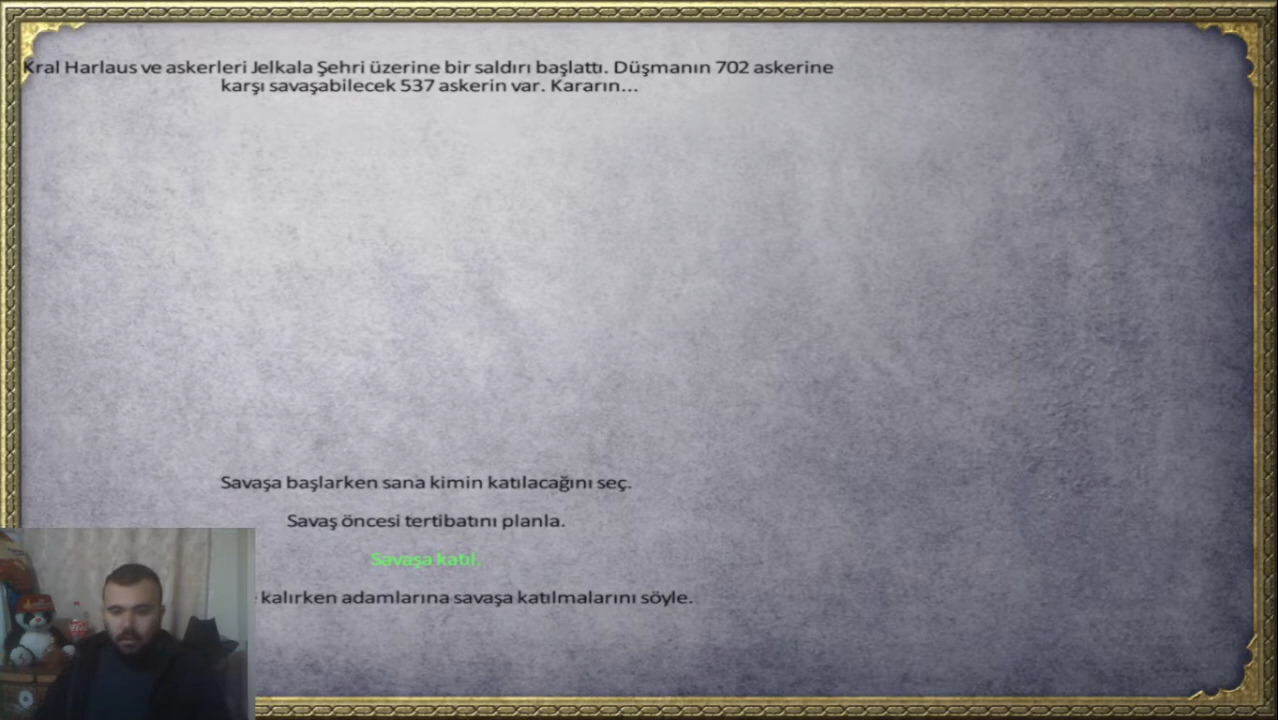 Kral Harlaus ve askerleri Jelkala Şehri üzerine bir saldırı başlattı. Düşmanın 702 askerine
karşı savaşabilecek 537 askerin var. Kararın...
Savaşa başlarken sana kimin katılacağını seç.
Savaş öncesi tertibatını planla.
Savaşa katıl.
kalırken adamlarına savaşa katılmalarını söyle.